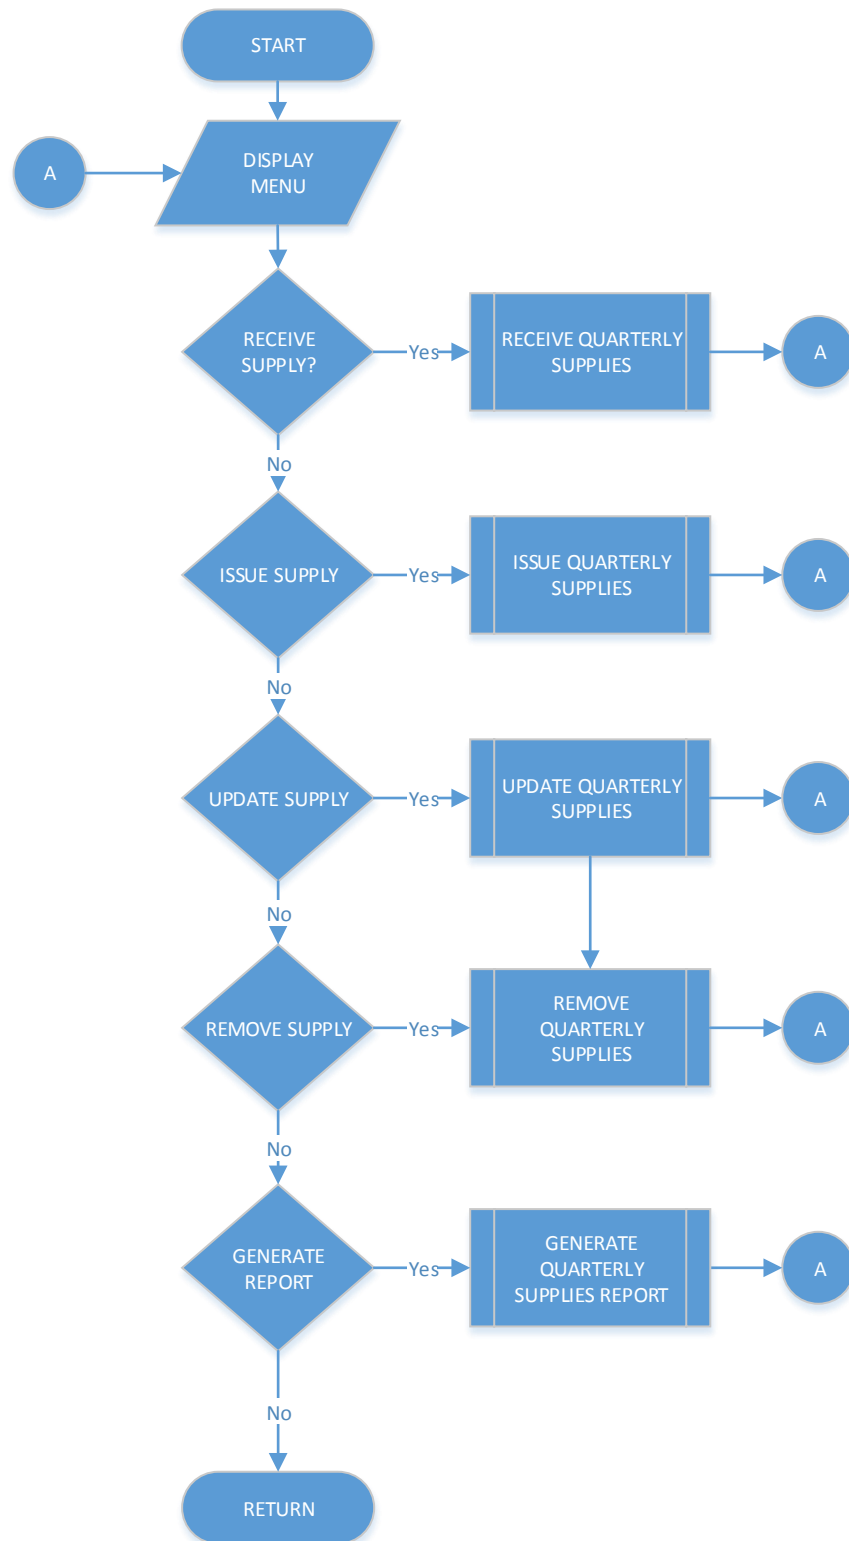 START
A
DISPLAY
MENU
RECEIVE
SUPPLY?
Yes
RECEIVE QUARTERLY
SUPPLIES
A
No
ISSUE SUPPLY
Yes
ISSUE QUARTERLY
SUPPLIES
A
No
UPDATE SUPPLY
Yes
UPDATE QUARTERLY
SUPPLIES
A
No
REMOVE SUPPLY
Yes
REMOVE
QUARTERLY
SUPPLIES
A
No
GENERATE
REPORT
Yes
GENERATE
QUARTERLY
SUPPLIES REPORT
A
No
RETURN